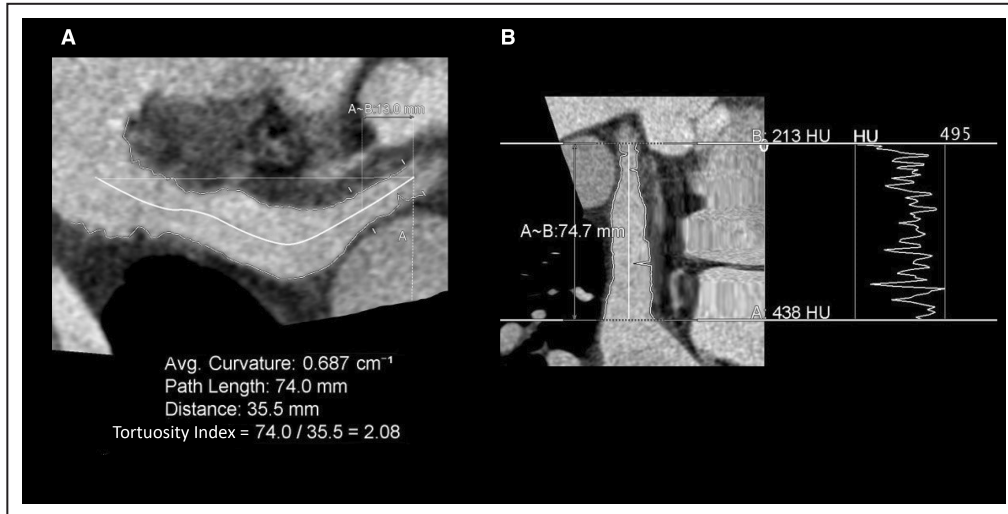 A
A~B:13.0 mm
A
Avg. Curvature: 0.687 cm⁻¹
Path Length: 74.0 mm
Distance: 35.5 mm
Tortuosity Index = 74.0 / 35.5 = 2.08
B
B: 213 HU
HU
495
A~B:74.7 mm
A: 438 HU